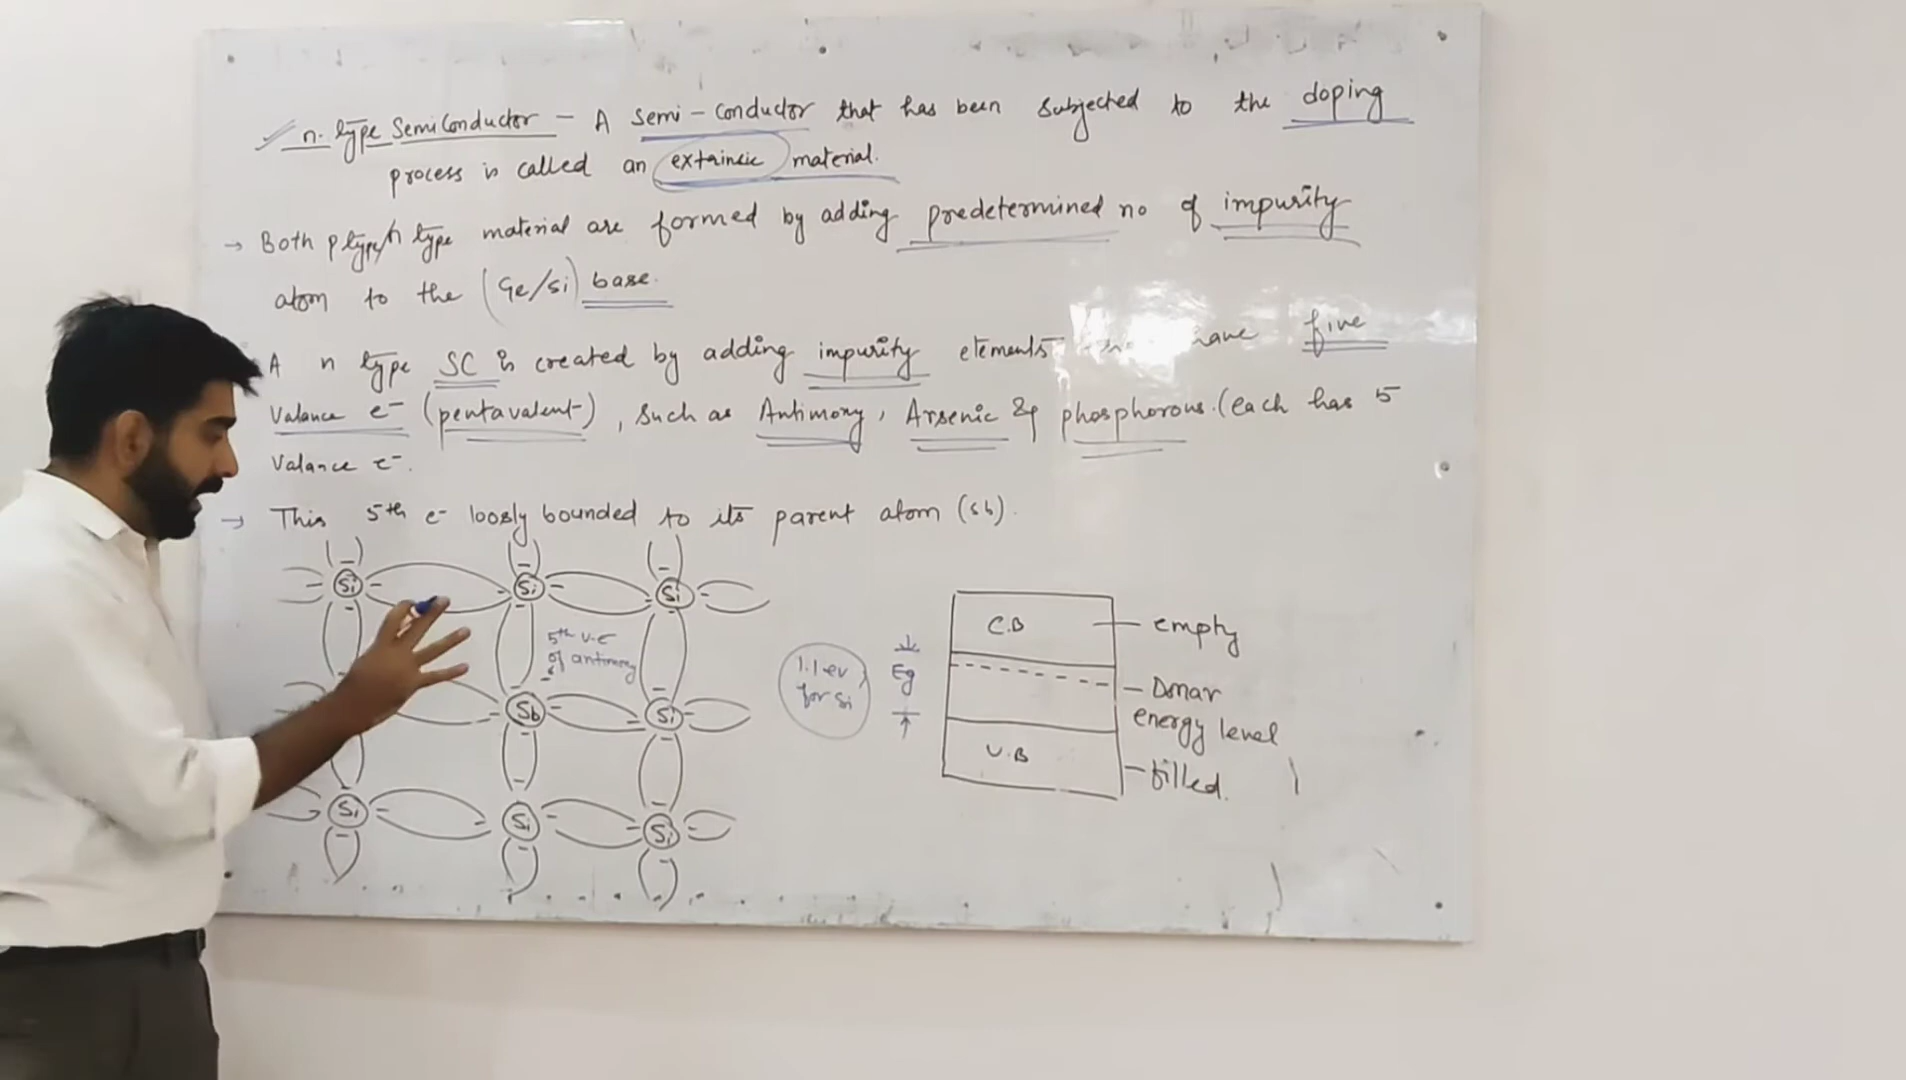 n. type SemiConductor - A semi-conductor that has been subjected to the doping
process is called an extrinsic material.
→ Both p type/n type material are formed by adding predetermined no of impurity
atom to the (Ge/Si) base.
A n type SC is created by adding impurity elements have five
Valance e- (pentavalent), such as Antimony, Arsenic & phosphorous. (each has 5
Valance e-.
→ This 5th e- loosly bounded to its parent atom (Sb).
Si Si Si
5th v.e
of antimony
Sb Si
Si Si Si
1.1 ev
for Si
Eg
C.B - empty
- Donar
energy level
V.B - filled.